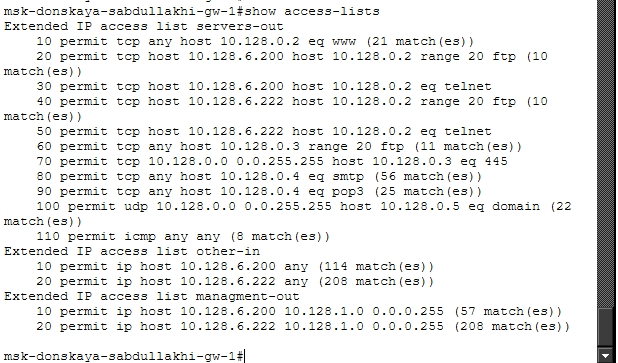 msk-donskaya-sabdullakhi-gw-1#show access-lists
Extended IP access list servers-out
10 permit tcp any host 10.128.0.2 eq www (21 match(es))
20 permit tcp host 10.128.6.200 host 10.128.0.2 range 20 ftp (10
match(es))
30 permit tcp host 10.128.6.200 host 10.128.0.2 eq telnet
40 permit tcp host 10.128.6.222 host 10.128.0.2 range 20 ftp (10
match(es))
50 permit tcp host 10.128.6.222 host 10.128.0.2 eq telnet
60 permit tcp any host 10.128.0.3 range 20 ftp (11 match(es))
70 permit tcp 10.128.0.0 0.0.255.255 host 10.128.0.3 eq 445
80 permit tcp any host 10.128.0.4 eq smtp (56 match(es))
90 permit tcp any host 10.128.0.4 eq pop3 (25 match(es))
100 permit udp 10.128.0.0 0.0.255.255 host 10.128.0.5 eq domain (22
match(es))
110 permit icmp any any (8 match(es))
Extended IP access list other-in
10 permit ip host 10.128.6.200 any (114 match(es))
20 permit ip host 10.128.6.222 any (208 match(es))
Extended IP access list managment-out
10 permit ip host 10.128.6.200 10.128.1.0 0.0.0.255 (57 match(es))
20 permit ip host 10.128.6.222 10.128.1.0 0.0.0.255 (208 match(es))
msk-donskaya-sabdullakhi-gw-1#